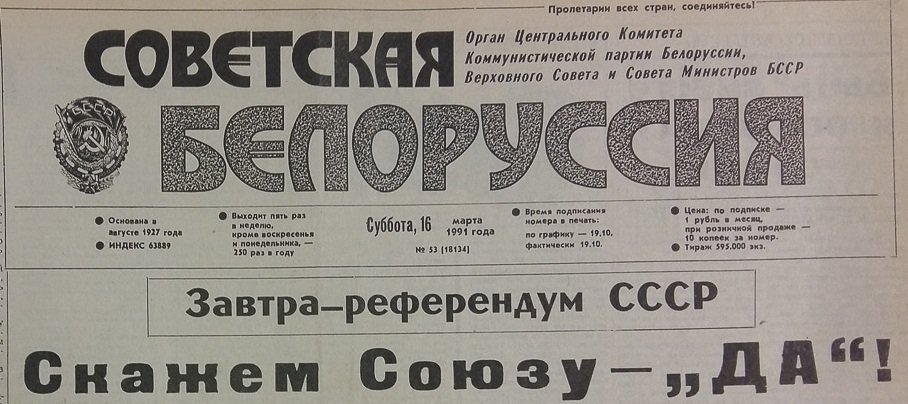 Пролетарии всех стран, соединяйтесь!
СОВЕТСКАЯ
Орган Центрального Комитета
Коммунистической партии Белоруссии,
Верховного Совета и Совета Министров БССР
БССР
БЕЛОРУССИЯ
● Основана в
августе 1927 года
● ИНДЕКС 63889
● Выходит пять раз
в неделю,
кроме воскресенья
и понедельника, —
250 раз в году
Суббота, 16 марта
1991 года
№ 53 (18134)
● Время подписания
номера в печать:
по графику — 19.10,
фактически 19.10.
● Цена: по подписке —
1 рубль в месяц,
при розничной продаже —
10 копеек за номер.
● Тираж 595.000 экз.
Завтра—референдум СССР
Скажем Союзу—„ДА“!